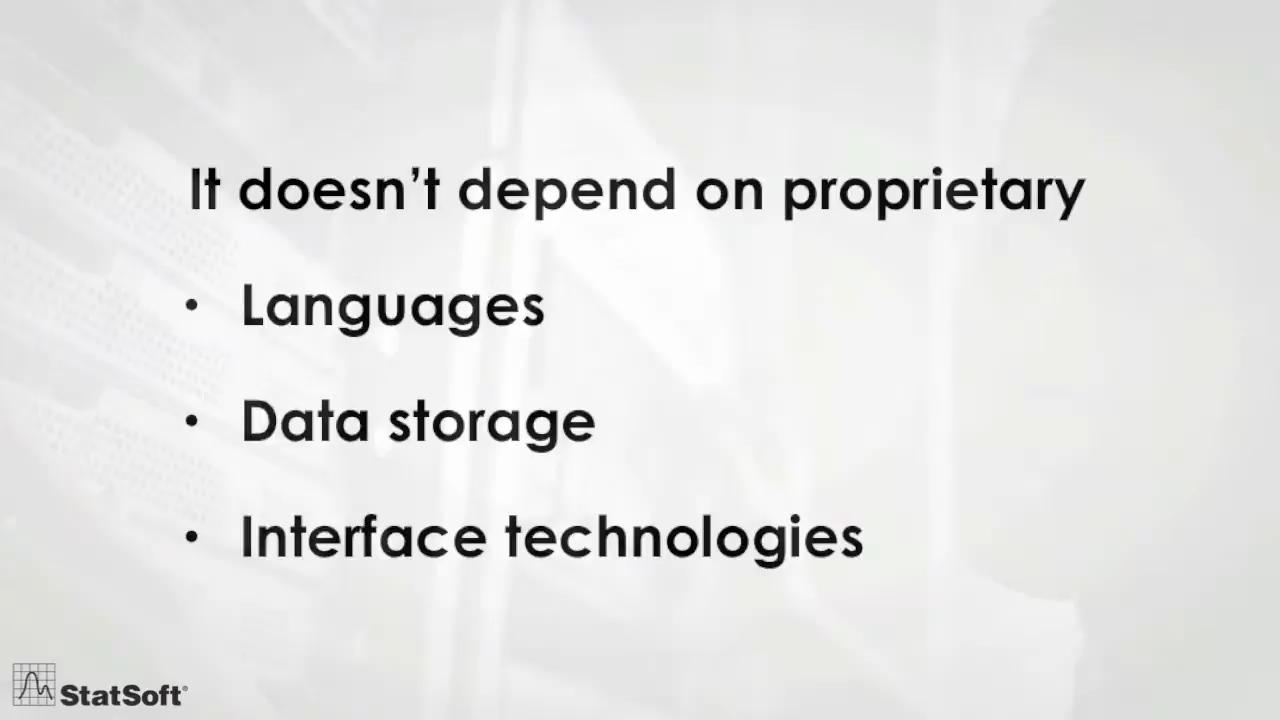 It doesn’t depend on proprietary
• Languages
• Data storage
• Interface technologies
StatSoft®